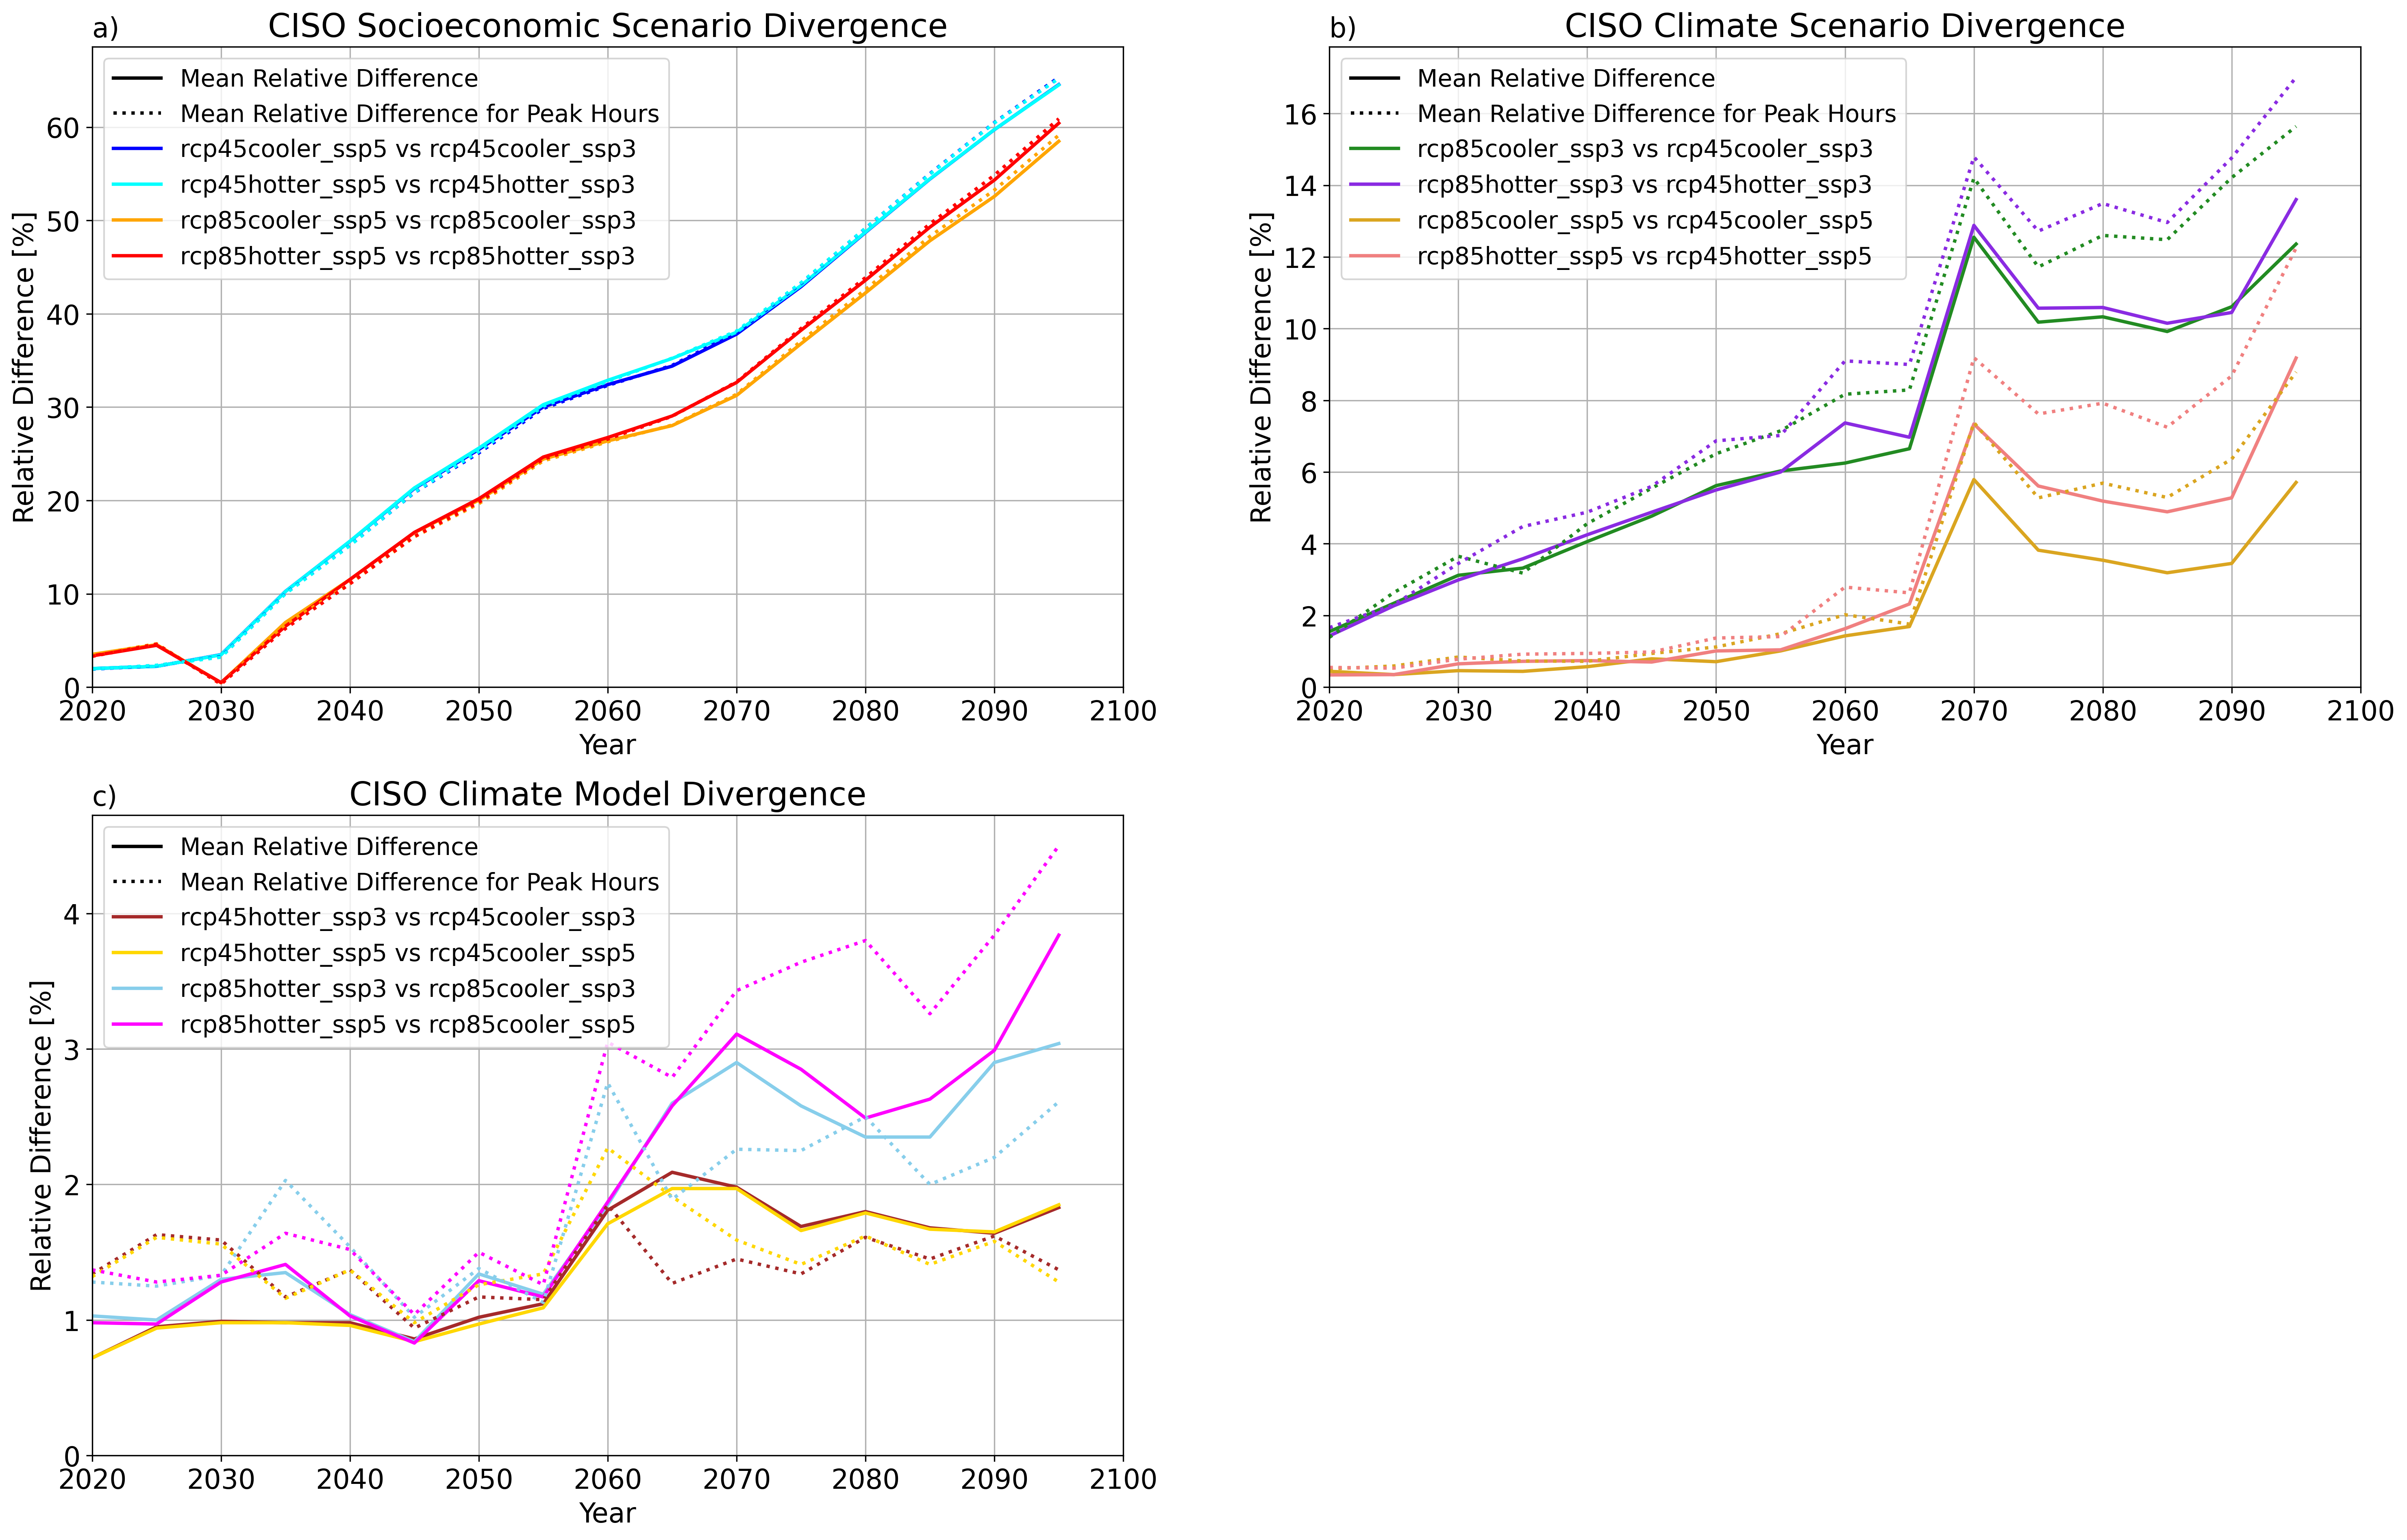 a)
CISO Socioeconomic Scenario Divergence
Mean Relative Difference
Mean Relative Difference for Peak Hours
rcp45cooler_ssp5 vs rcp45cooler_ssp3
rcp45hotter_ssp5 vs rcp45hotter_ssp3
rcp85cooler_ssp5 vs rcp85cooler_ssp3
rcp85hotter_ssp5 vs rcp85hotter_ssp3
Relative Difference [%]
60
50
40
30
20
10
0
2020 2030 2040 2050 2060 2070 2080 2090 2100
Year
b)
CISO Climate Scenario Divergence
Mean Relative Difference
Mean Relative Difference for Peak Hours
rcp85cooler_ssp3 vs rcp45cooler_ssp3
rcp85hotter_ssp3 vs rcp45hotter_ssp3
rcp85cooler_ssp5 vs rcp45cooler_ssp5
rcp85hotter_ssp5 vs rcp45hotter_ssp5
Relative Difference [%]
16
14
12
10
8
6
4
2
0
2020 2030 2040 2050 2060 2070 2080 2090 2100
Year
c)
CISO Climate Model Divergence
Mean Relative Difference
Mean Relative Difference for Peak Hours
rcp45hotter_ssp3 vs rcp45cooler_ssp3
rcp45hotter_ssp5 vs rcp45cooler_ssp5
rcp85hotter_ssp3 vs rcp85cooler_ssp3
rcp85hotter_ssp5 vs rcp85cooler_ssp5
Relative Difference [%]
4
3
2
1
0
2020 2030 2040 2050 2060 2070 2080 2090 2100
Year